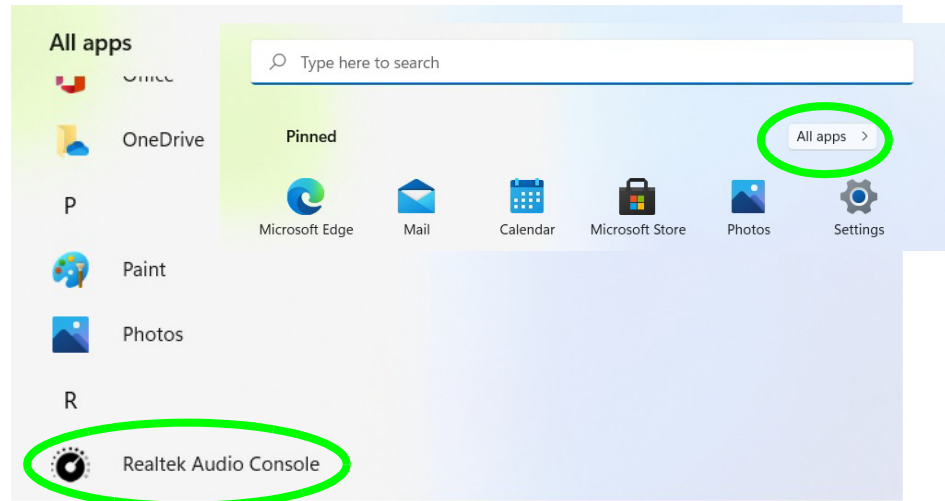 All apps
Office
OneDrive
P
Paint
Photos
R
Realtek Audio Console
Type here to search
Pinned
All apps
Microsoft Edge
Mail
Calendar
Microsoft Store
Photos
Settings